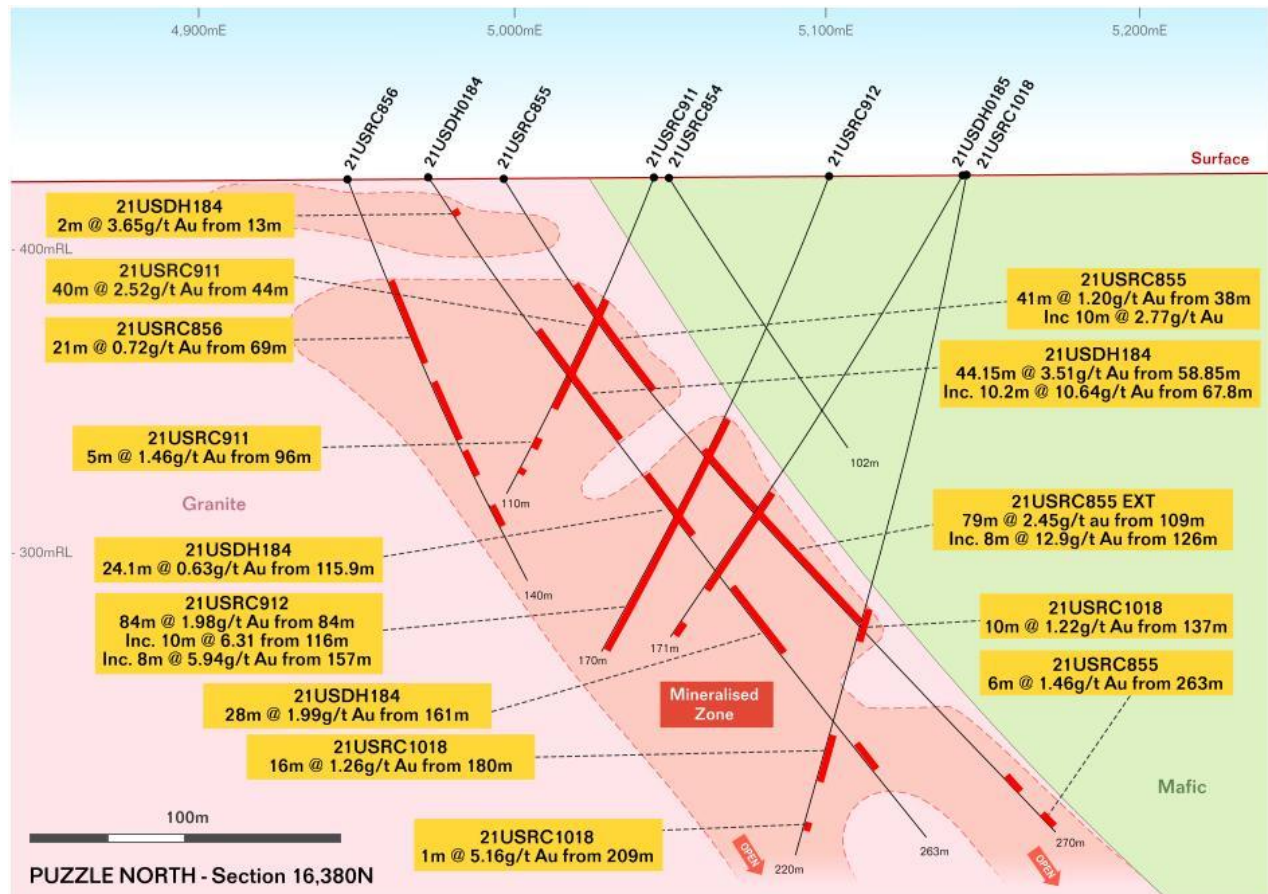 4,900mE
5,000mE
5,100mE
5,200mE
21USRC856
21USDH0184
21USRC855
21USRC911
21USRC854
21USRC912
21USDH0185
21USRC1018
Surface
21USDH184
2m @ 3.65g/t Au from 13m
400mRL
21USRC911
40m @ 2.52g/t Au from 44m
21USRC855
41m @ 1.20g/t Au from 38m
Inc 10m @ 2.77g/t Au
21USRC856
21m @ 0.72g/t Au from 69m
21USDH184
44.15m @ 3.51g/t Au from 58.85m
Inc. 10.2m @ 10.64g/t Au from 67.8m
21USRC911
5m @ 1.46g/t Au from 96m
102m
110m
Granite
21USRC855 EXT
79m @ 2.45g/t au from 109m
Inc. 8m @ 12.9g/t Au from 126m
300mRL
21USDH184
24.1m @ 0.63g/t Au from 115.9m
140m
21USRC912
84m @ 1.98g/t Au from 84m
Inc. 10m @ 6.31 from 116m
Inc. 8m @ 5.94g/t Au from 157m
21USRC1018
10m @ 1.22g/t Au from 137m
170m
171m
21USRC855
6m @ 1.46g/t Au from 263m
21USDH184
28m @ 1.99g/t Au from 161m
Mineralised
Zone
21USRC1018
16m @ 1.26g/t Au from 180m
Mafic
100m
21USRC1018
1m @ 5.16g/t Au from 209m
OPEN
220m
263m
OPEN
270m
PUZZLE NORTH - Section 16,380N